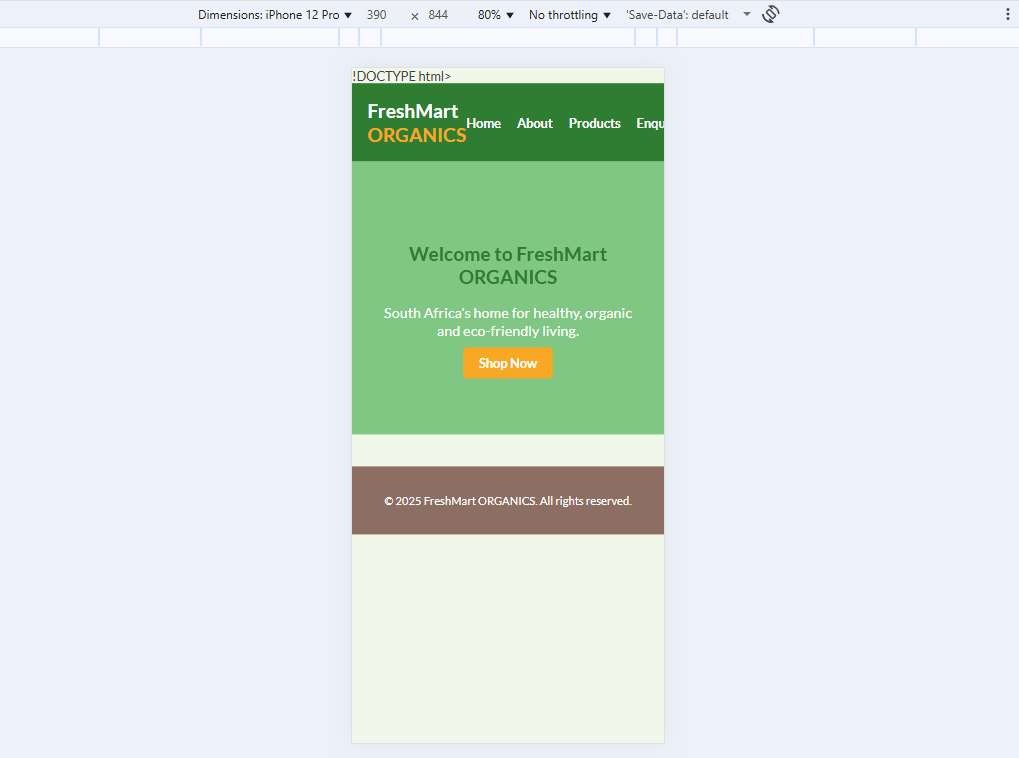 Dimensions: iPhone 12 Pro ▼ 390 × 844 80% ▼ No throttling ▼ 'Save-Data': default
!DOCTYPE html>
FreshMart
ORGANICS
Home About Products Enqu
Welcome to FreshMart
ORGANICS
South Africa's home for healthy, organic
and eco-friendly living.
Shop Now
© 2025 FreshMart ORGANICS. All rights reserved.